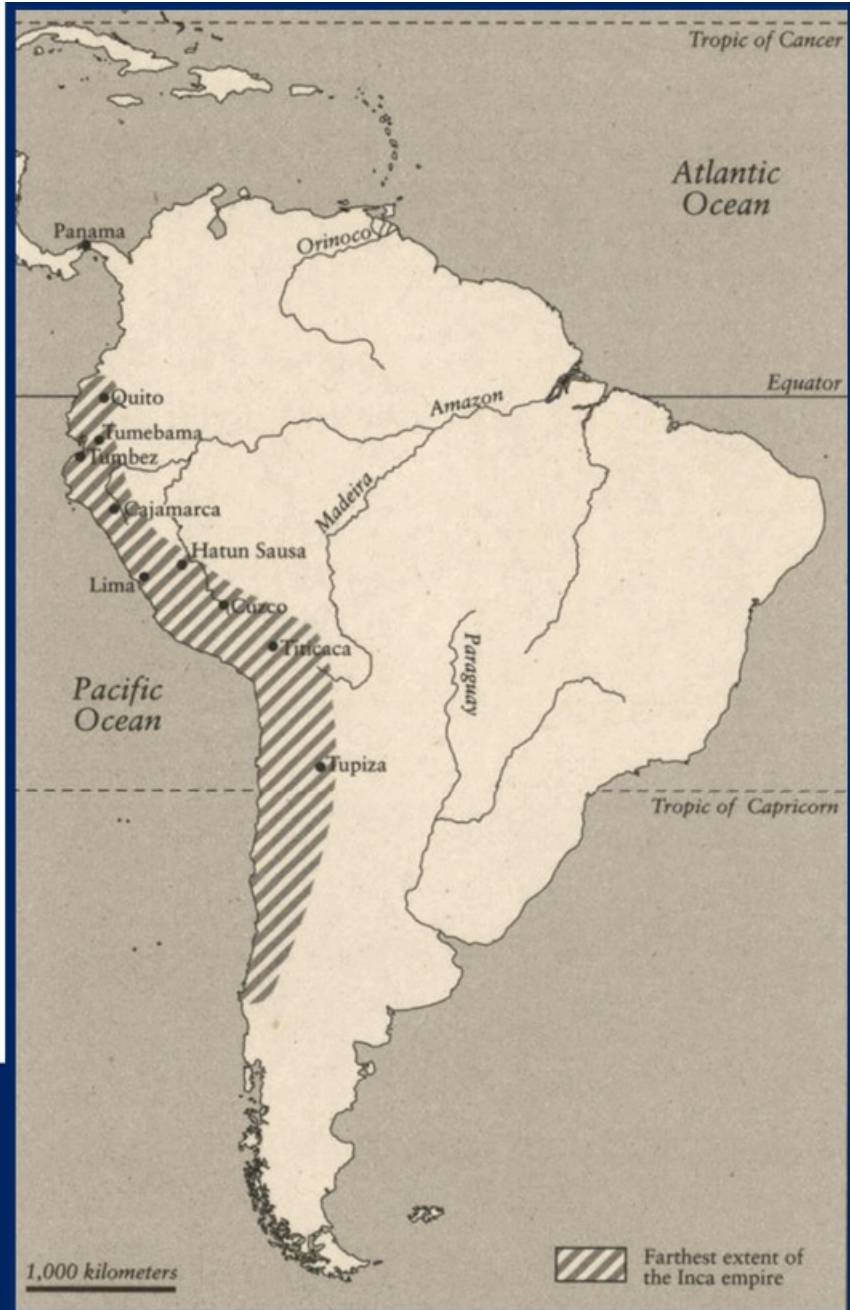 Tropic of Cancer
Atlantic
Ocean
Panama
Orinoco
Equator
Quito
Amazon
Tumebama
Tumbez
Madeira
Cajamarca
Hatun Sausa
Lima
Cuzco
Titicaca
Paraguay
Pacific
Ocean
Tupiza
Tropic of Capricorn
Farthest extent of
the Inca empire
1,000 kilometers